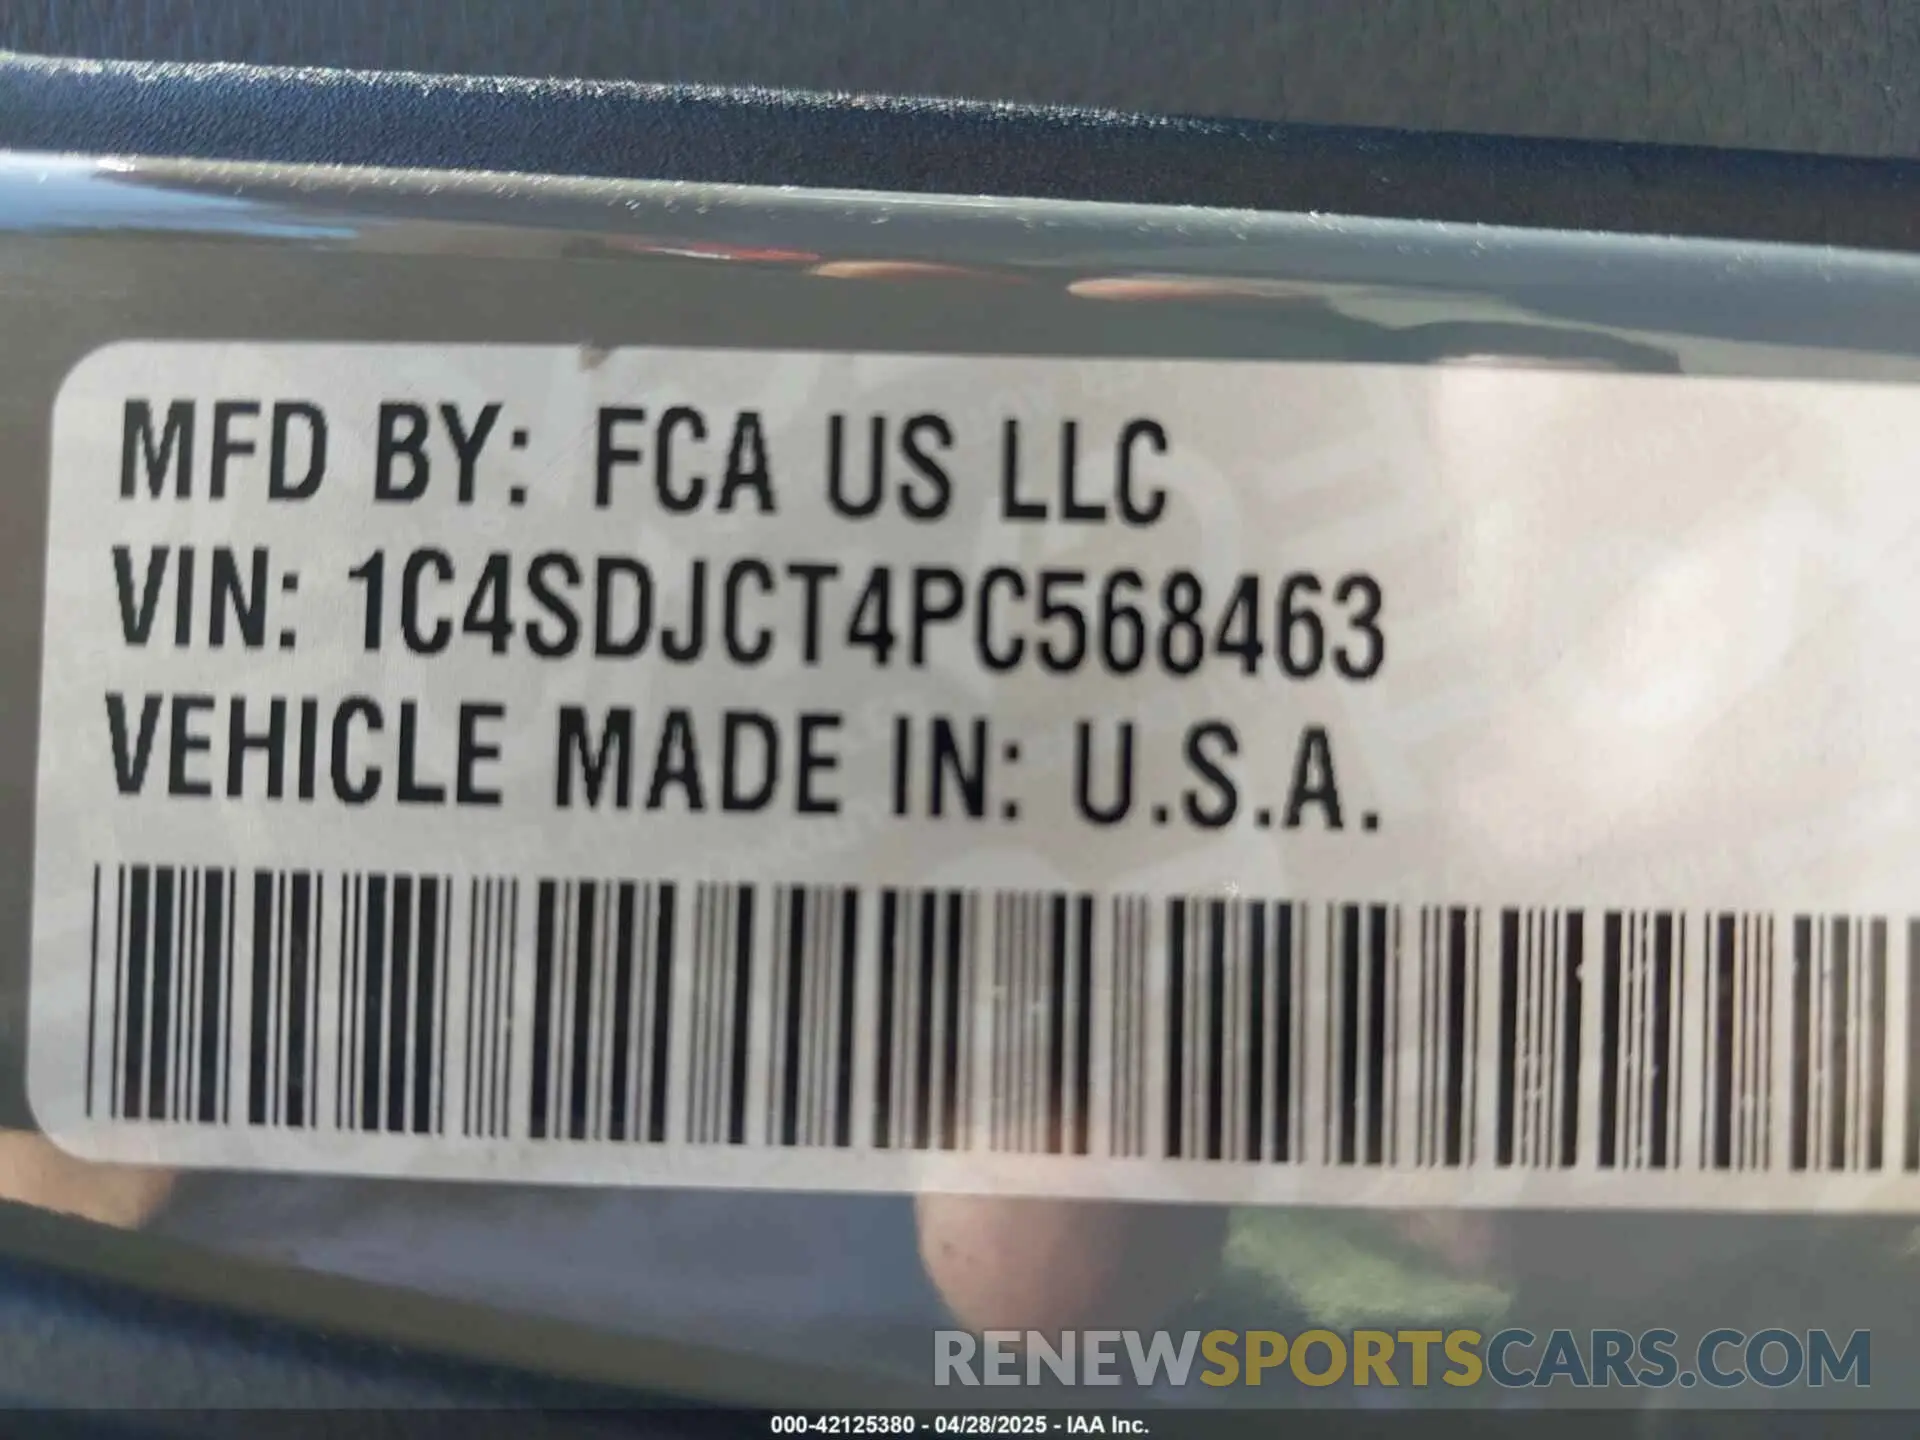 MFD BY: FCA US LLC
VIN: 1C4SDJCT4PC568463
VEHICLE MADE IN: U.S.A.
RENEWSPORTSCARS.COM
000-42125380 - 04/28/2025 - IAA Inc.